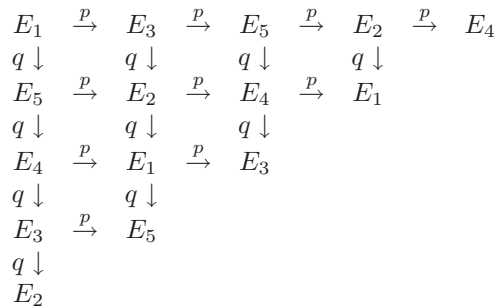 E₁ →ᵖ E₃ →ᵖ E₅ →ᵖ E₂ →ᵖ E₄
q ↓ q ↓ q ↓ q ↓
E₅ →ᵖ E₂ →ᵖ E₄ →ᵖ E₁
q ↓ q ↓ q ↓
E₄ →ᵖ E₁ →ᵖ E₃
q ↓ q ↓
E₃ →ᵖ E₅
q ↓
E₂